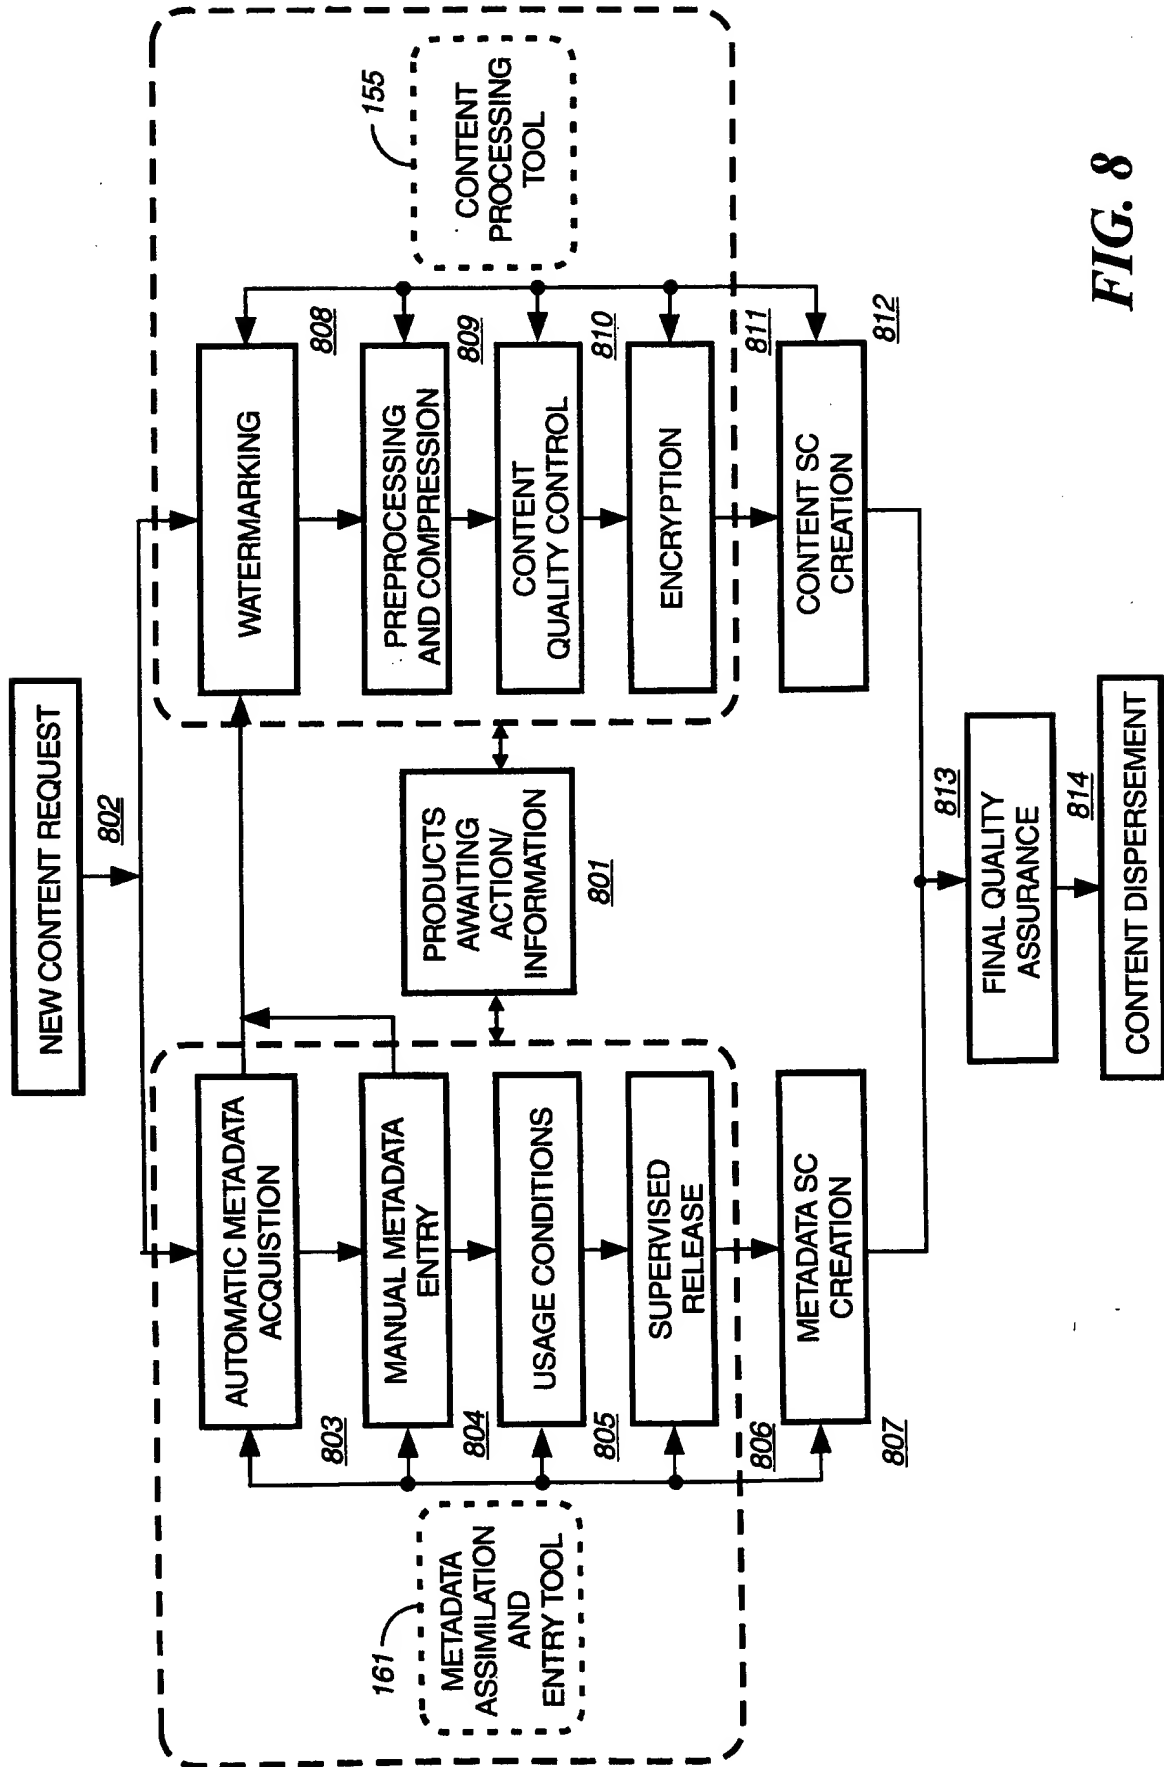 NEW CONTENT REQUEST
802
161
METADATA
ASSIMILATION
AND
ENTRY TOOL
AUTOMATIC METADATA
ACQUISTION
803
MANUAL METADATA
ENTRY
804
USAGE CONDITIONS
805
SUPERVISED
RELEASE
806
METADATA SC
CREATION
807
PRODUCTS
AWAITING
ACTION/
INFORMATION
801
WATERMARKING
808
PREPROCESSING
AND COMPRESSION
809
CONTENT
QUALITY CONTROL
810
ENCRYPTION
811
CONTENT SC
CREATION
812
155
CONTENT
PROCESSING
TOOL
FINAL QUALITY
ASSURANCE
813
CONTENT DISPERSEMENT
814
FIG. 8